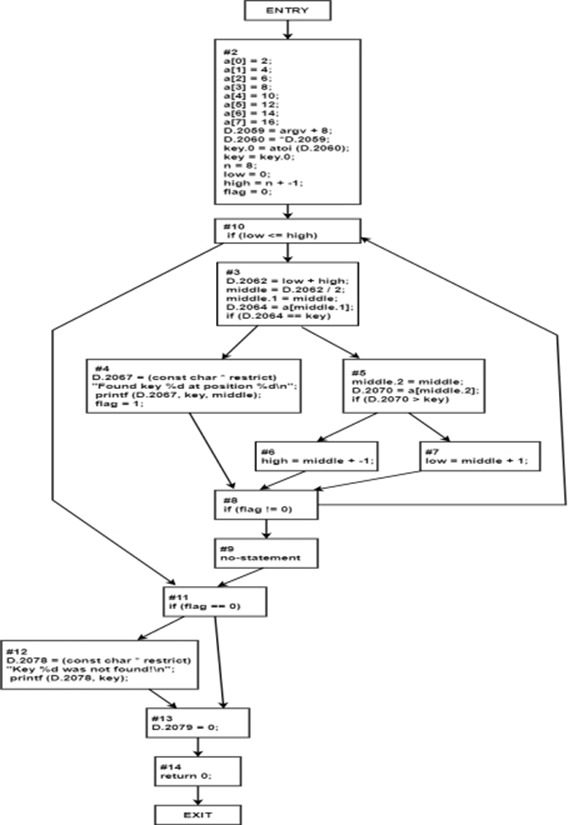 ENTRY
#2
a[0] = 2;
a[1] = 4;
a[2] = 6;
a[3] = 8;
a[4] = 10;
a[5] = 12;
a[6] = 14;
a[7] = 16;
D.2059 = argv + 8;
D.2060 = *D.2059;
key.0 = atoi (D.2060);
key = key.0;
n = 8;
low = 0;
high = n + -1;
flag = 0;
#10
if (low <= high)
#3
D.2062 = low + high;
middle = D.2062 / 2;
middle.1 = middle;
D.2064 = a[middle.1];
if (D.2064 == key)
#4
D.2067 = (const char * restrict)
"Found key %d at position %d\n";
printf (D.2067, key, middle);
flag = 1;
#5
middle.2 = middle;
D.2070 = a[middle.2];
if (D.2070 > key)
#6
high = middle + -1;
#7
low = middle + 1;
#8
if (flag != 0)
#9
no-statement
#11
if (flag == 0)
#12
D.2078 = (const char * restrict)
"Key %d was not found!\n";
printf (D.2078, key);
#13
D.2079 = 0;
#14
return 0;
EXIT